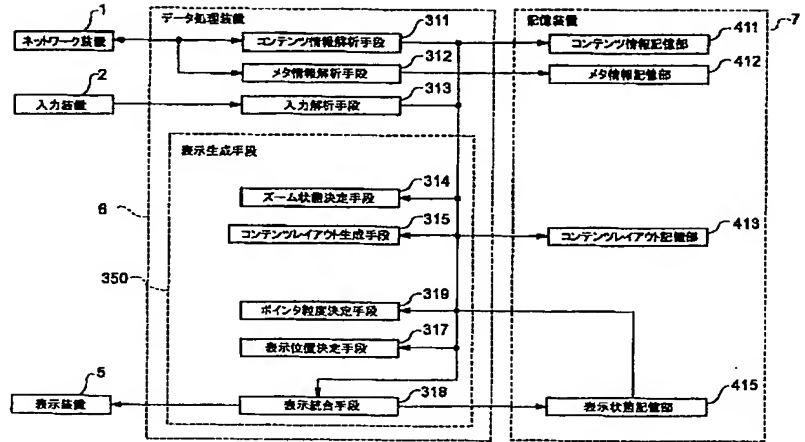 1
ネットワーク装置
2
入力装置
5
表示装置
データ処理装置
311
コンテンツ情報解析手段
312
メタ情報解析手段
313
入力解析手段
表示生成手段
6
350
314
ズーム状態決定手段
315
コンテンツレイアウト生成手段
319
ポインタ粒度決定手段
317
表示位置決定手段
318
表示統合手段
記憶装置
7
411
コンテンツ情報記憶部
412
メタ情報記憶部
413
コンテンツレイアウト記憶部
415
表示状態記憶部